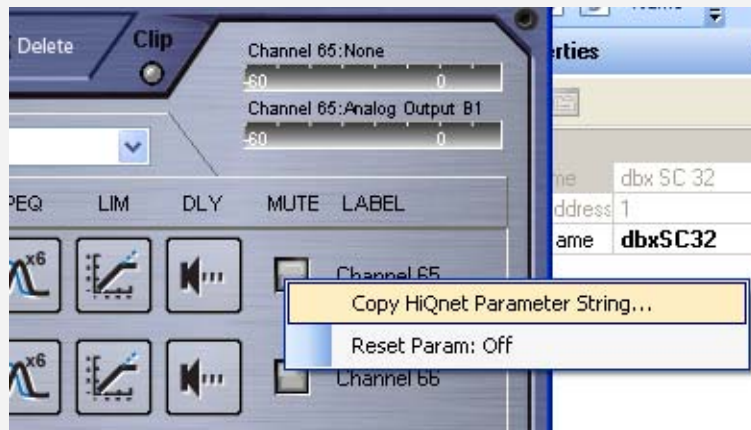 Delete
Clip
Channel 65:None
-60 0
Channel 65:Analog Output B1
-60 0
PEQ LIM DLY MUTE LABEL
x6
Channel 65
Copy HiQnet Parameter String...
Reset Param: Off
x6
Channel 66
Name
erties
me dbx SC 32
ddress 1
ame dbxSC32